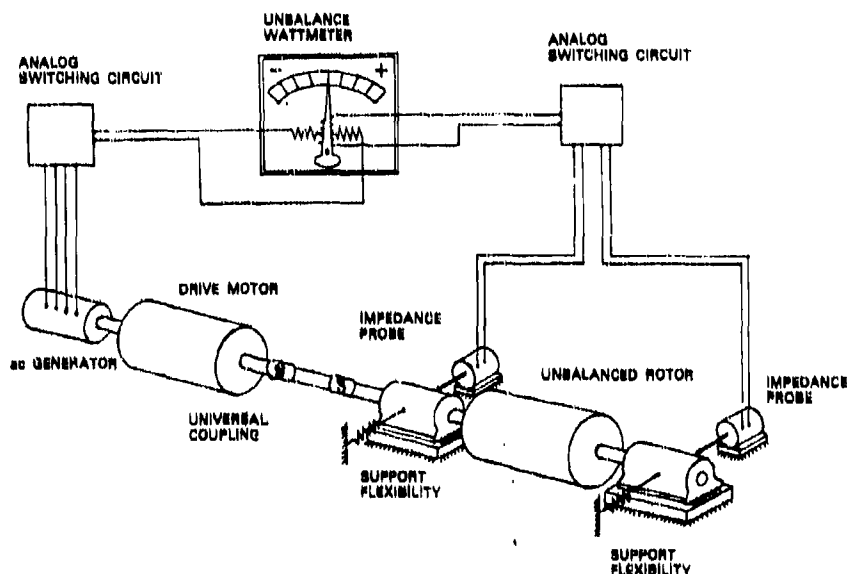 UNBALANCE
WATTMETER
ANALOG
SWITCHING CIRCUIT
ANALOG
SWITCHING CIRCUIT
- +
DRIVE MOTOR
IMPEDANCE
PROBE
ac GENERATOR
UNBALANCED ROTOR
IMPEDANCE
PROBE
UNIVERSAL
COUPLING
SUPPORT
FLEXIBILITY
SUPPORT
FLEXIBILITY